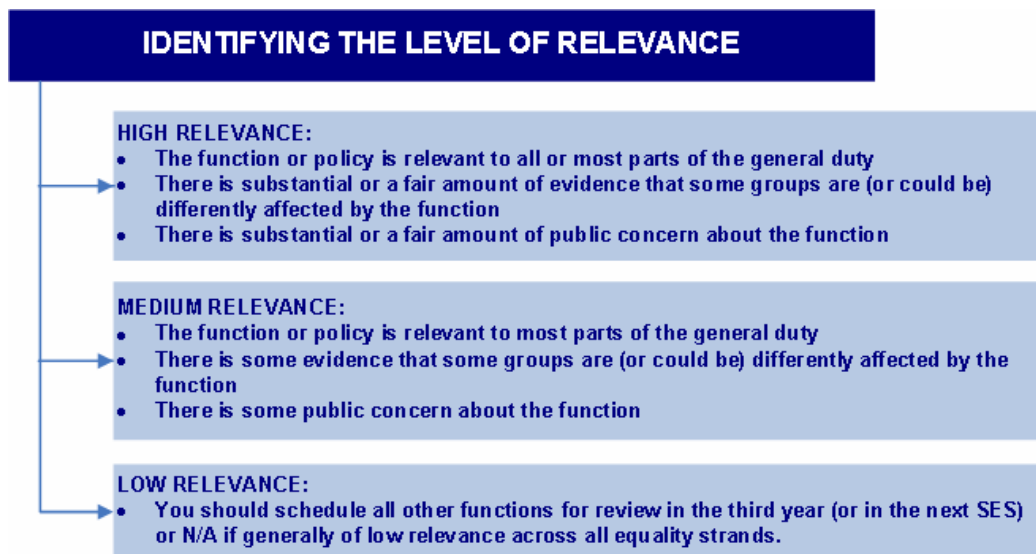 IDENTIFYING THE LEVEL OF RELEVANCE
HIGH RELEVANCE:
• The function or policy is relevant to all or most parts of the general duty
• There is substantial or a fair amount of evidence that some groups are (or could be)
differently affected by the function
• There is substantial or a fair amount of public concern about the function
MEDIUM RELEVANCE:
• The function or policy is relevant to most parts of the general duty
• There is some evidence that some groups are (or could be) differently affected by the
function
• There is some public concern about the function
LOW RELEVANCE:
• You should schedule all other functions for review in the third year (or in the next SES)
or N/A if generally of low relevance across all equality strands.